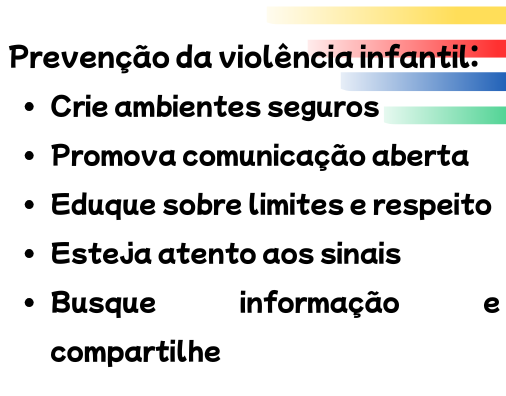 Prevenção da violência infantil:
• Crie ambientes seguros
• Promova comunicação aberta
• Eduque sobre limites e respeito
• Esteja atento aos sinais
• Busque informação e
compartilhe